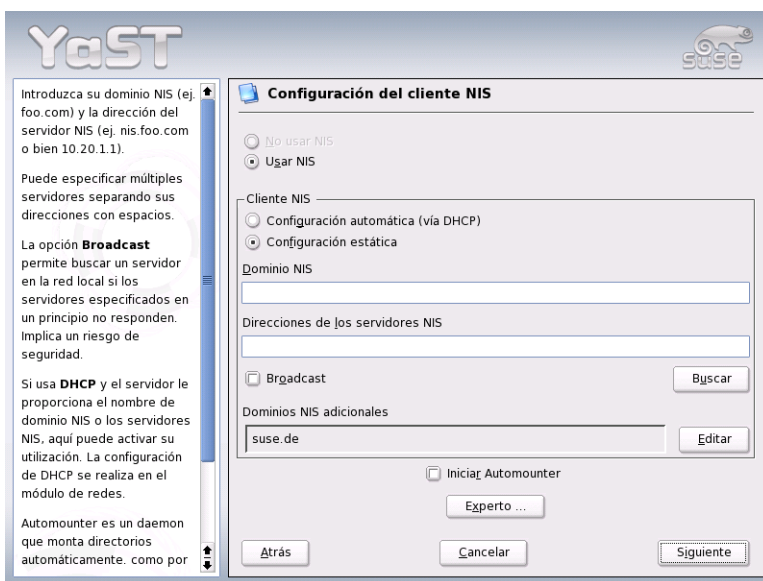 YaST
SUSE
Introduzca su dominio NIS (ej.
foo.com) y la dirección del
servidor NIS (ej. nis.foo.com
o bien 10.20.1.1).
Puede especificar múltiples
servidores separando sus
direcciones con espacios.
La opción Broadcast
permite buscar un servidor
en la red local si los
servidores especificados en
un principio no responden.
Implica un riesgo de
seguridad.
Si usa DHCP y el servidor le
proporciona el nombre de
dominio NIS o los servidores
NIS, aquí puede activar su
utilización. La configuración
de DHCP se realiza en el
módulo de redes.
Automounter es un daemon
que monta directorios
automáticamente. como por
Configuración del cliente NIS
No usar NIS
Usar NIS
Cliente NIS
Configuración automática (vía DHCP)
Configuración estática
Dominio NIS
Direcciones de los servidores NIS
Broadcast
Buscar
Dominios NIS adicionales
suse.de
Editar
Iniciar Automounter
Experto ...
Atrás
Cancelar
Siguiente